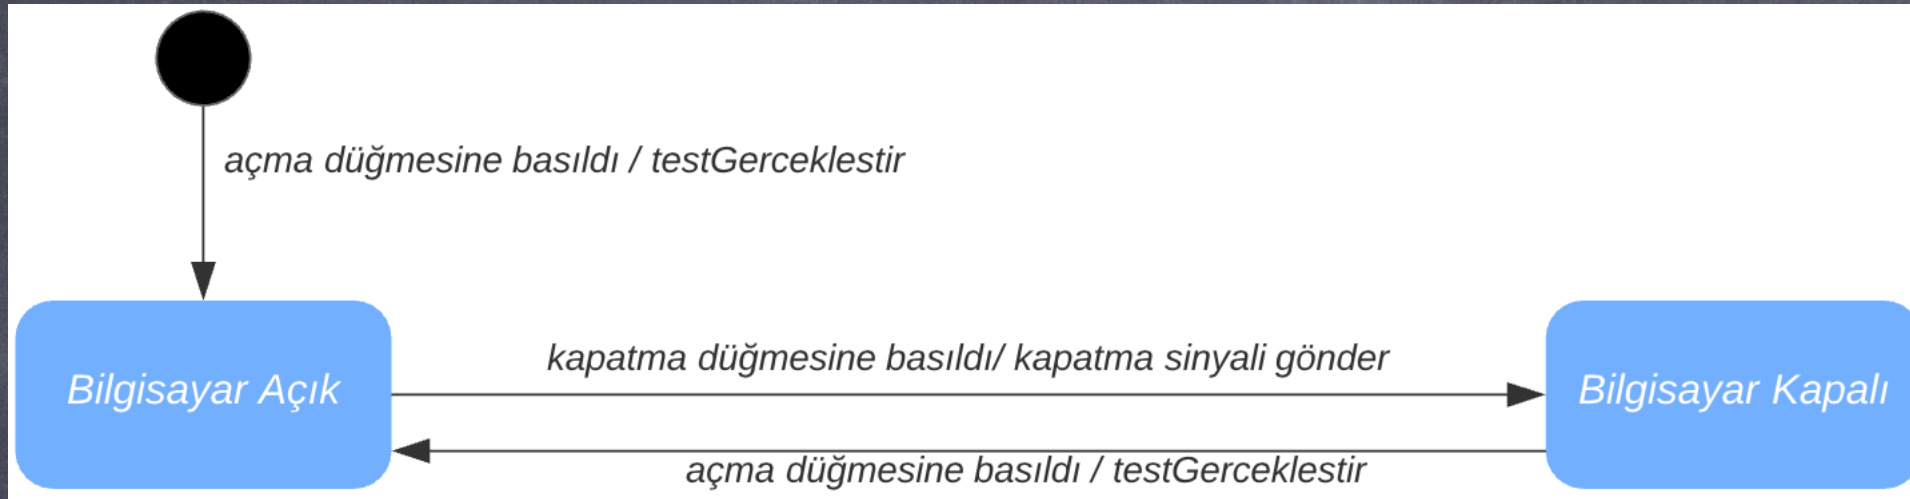 açma düğmesine basıldı / testGerceklestir
kapatma düğmesine basıldı/ kapatma sinyali gönder
Bilgisayar Açık
Bilgisayar Kapalı
açma düğmesine basıldı / testGerceklestir